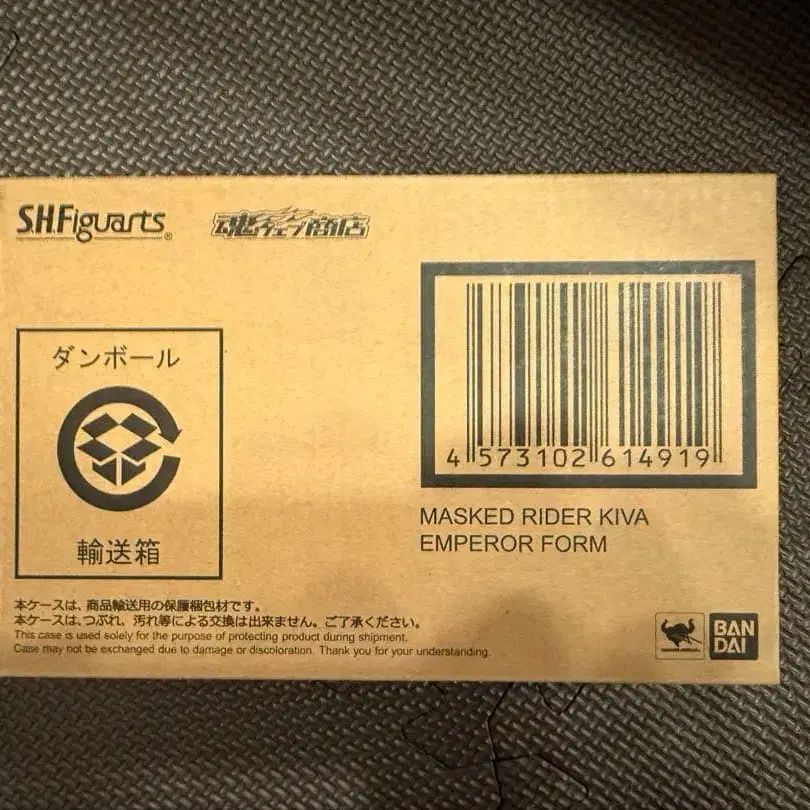 S.H.Figuarts®
魂ウェブ商店
ダンボール
輸送箱
4 573102 614919
MASKED RIDER KIVA
EMPEROR FORM
本ケースは、商品輸送用の保護梱包材です。
本ケースは、つぶれ、汚れ等による交換は出来ません。ご了承ください。
This case is used solely for the purpose of protecting product during shipment.
Case may not be exchanged due to damage or discoloration. Thank you for your understanding.
BAN
DAI